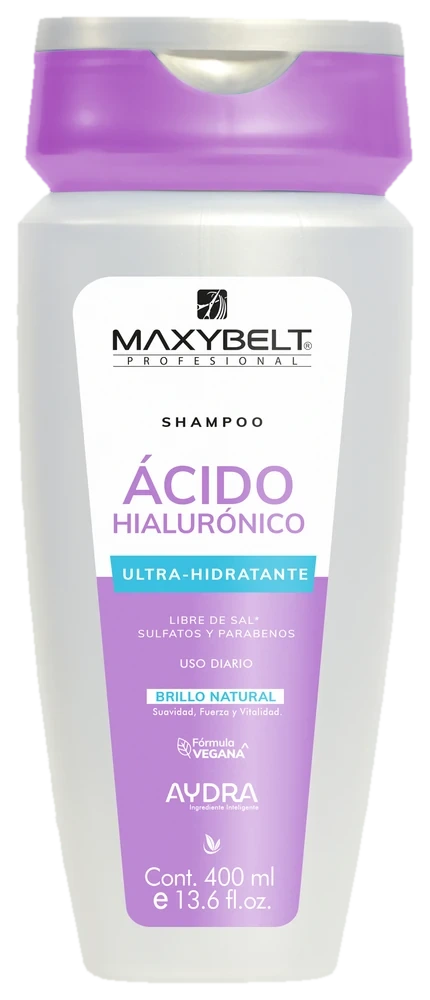 MAXYBELT®
PROFESIONAL
SHAMPOO
ÁCIDO
HIALURÓNICO
ULTRA-HIDRATANTE
LIBRE DE SAL*
SULFATOS Y PARABENOS
USO DIARIO
BRILLO NATURAL
Suavidad, Fuerza y Vitalidad.
Fórmula
VEGANA^
AYDRA
Ingrediente Inteligente
Cont. 400 ml
e 13.6 fl.oz.